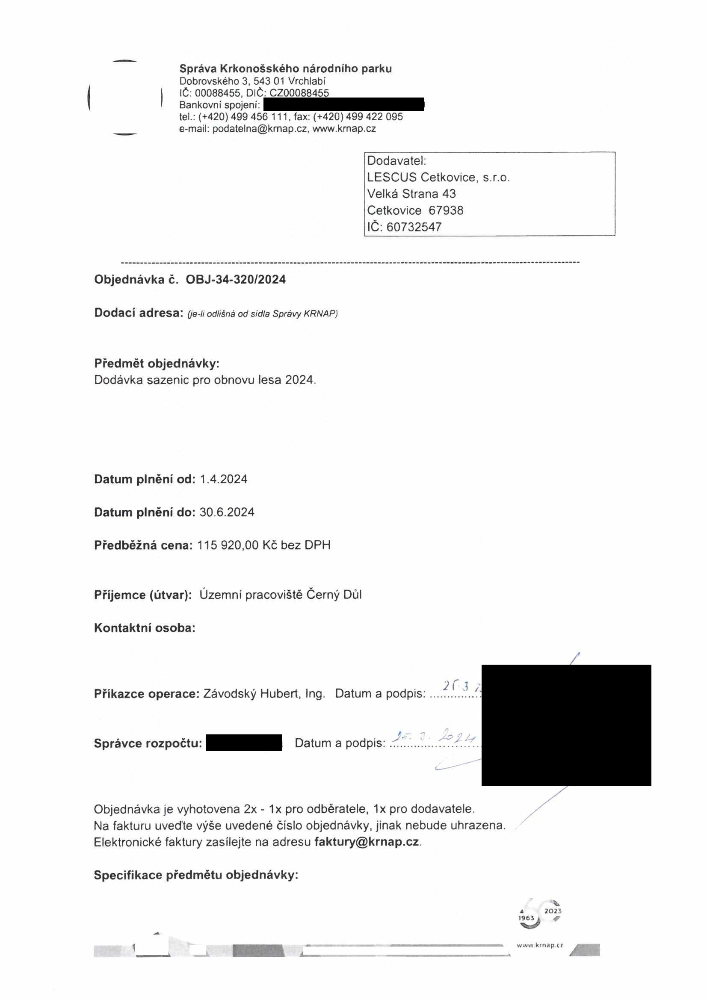 Správa Krkonošského národního parku
Dobrovského 3, 543 01 Vrchlabí
IČ: 00088455, DIČ: CZ00088455
Bankovní spojení:
tel.: (+420) 499 456 111, fax: (+420) 499 422 095
e-mail: podatelna@krnap.cz, www.krnap.cz
Dodavatel:
LESCUS Cetkovice, s.r.o.
Velká Strana 43
Cetkovice 67938
IČ: 60732547
Objednávka č. OBJ-34-320/2024
Dodací adresa: (je-li odlišná od sídla Správy KRNAP)
Předmět objednávky:
Dodávka sazenic pro obnovu lesa 2024.
Datum plnění od: 1.4.2024
Datum plnění do: 30.6.2024
Předběžná cena: 115 920,00 Kč bez DPH
Příjemce (útvar): Územní pracoviště Černý Důl
Kontaktní osoba:
Příkazce operace: Závodský Hubert, Ing. Datum a podpis:
Správce rozpočtu: Datum a podpis: 25. 3. 2024
Objednávka je vyhotovena 2x - 1x pro odběratele, 1x pro dodavatele.
Na fakturu uveďte výše uvedené číslo objednávky, jinak nebude uhrazena.
Elektronické faktury zasílejte na adresu faktury@krnap.cz.
Specifikace předmětu objednávky:
1963 2023
www.krnap.cz